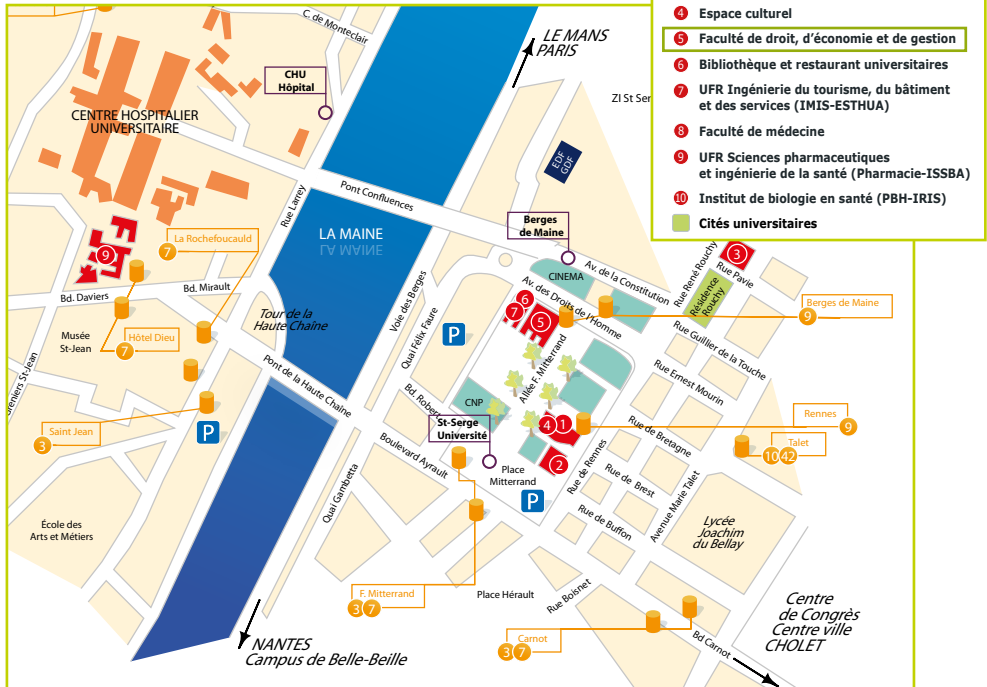 4 Espace culturel
5 Faculté de droit, d'économie et de gestion
6 Bibliothèque et restaurant universitaires
7 UFR Ingénierie du tourisme, du bâtiment
et des services (IMIS-ESTHUA)
8 Faculté de médecine
9 UFR Sciences pharmaceutiques
et ingénierie de la santé (Pharmacie-ISSBA)
10 Institut de biologie en santé (PBH-IRIS)
Cités universitaires
C. de Monteclair
LE MANS
PARIS
CHU
Hôpital
ZI St Ser
CENTRE HOSPITALIER
UNIVERSITAIRE
EDF
GDF
Pont Confluences
Rue Larrey
LA MAINE
LA MAINE
Berges
de Maine
La Rochefoucauld
7
9
3
Rue René Rouchy
Rue Pavie
Résidence
Rouchy
CINEMA
Av. de la Constitution
Av. des Droits de l'Homme
Bd. Daviers
Bd. Mirault
Voie des Berges
Quai Félix Faure
6
7
5
Berges de Maine
9
Tour de la
Haute Chaîne
Musée
St-Jean
Hôtel Dieu
7
P
Rue Guillier de la Touche
Allée F. Mitterrand
Rue Ernest Mourin
Pont de la Haute Chaîne
Greniers St-Jean
CNP
Bd. Robert
St-Serge
Université
4
1
Rennes
9
Rue de Bretagne
Saint Jean
3
P
Talet
10
42
Boulevard Ayrault
2
Place
Mitterrand
Rue de Rennes
Rue de Brest
Avenue Marie Talet
P
Quai Gambetta
Rue de Buffon
Lycée
Joachim
du Bellay
École des
Arts et Métiers
F. Mitterrand
3
7
Place Hérault
Rue Boisnet
Centre
de Congrès
Centre ville
CHOLET
Carnot
3
7
Bd Carnot
NANTES
Campus de Belle-Beille